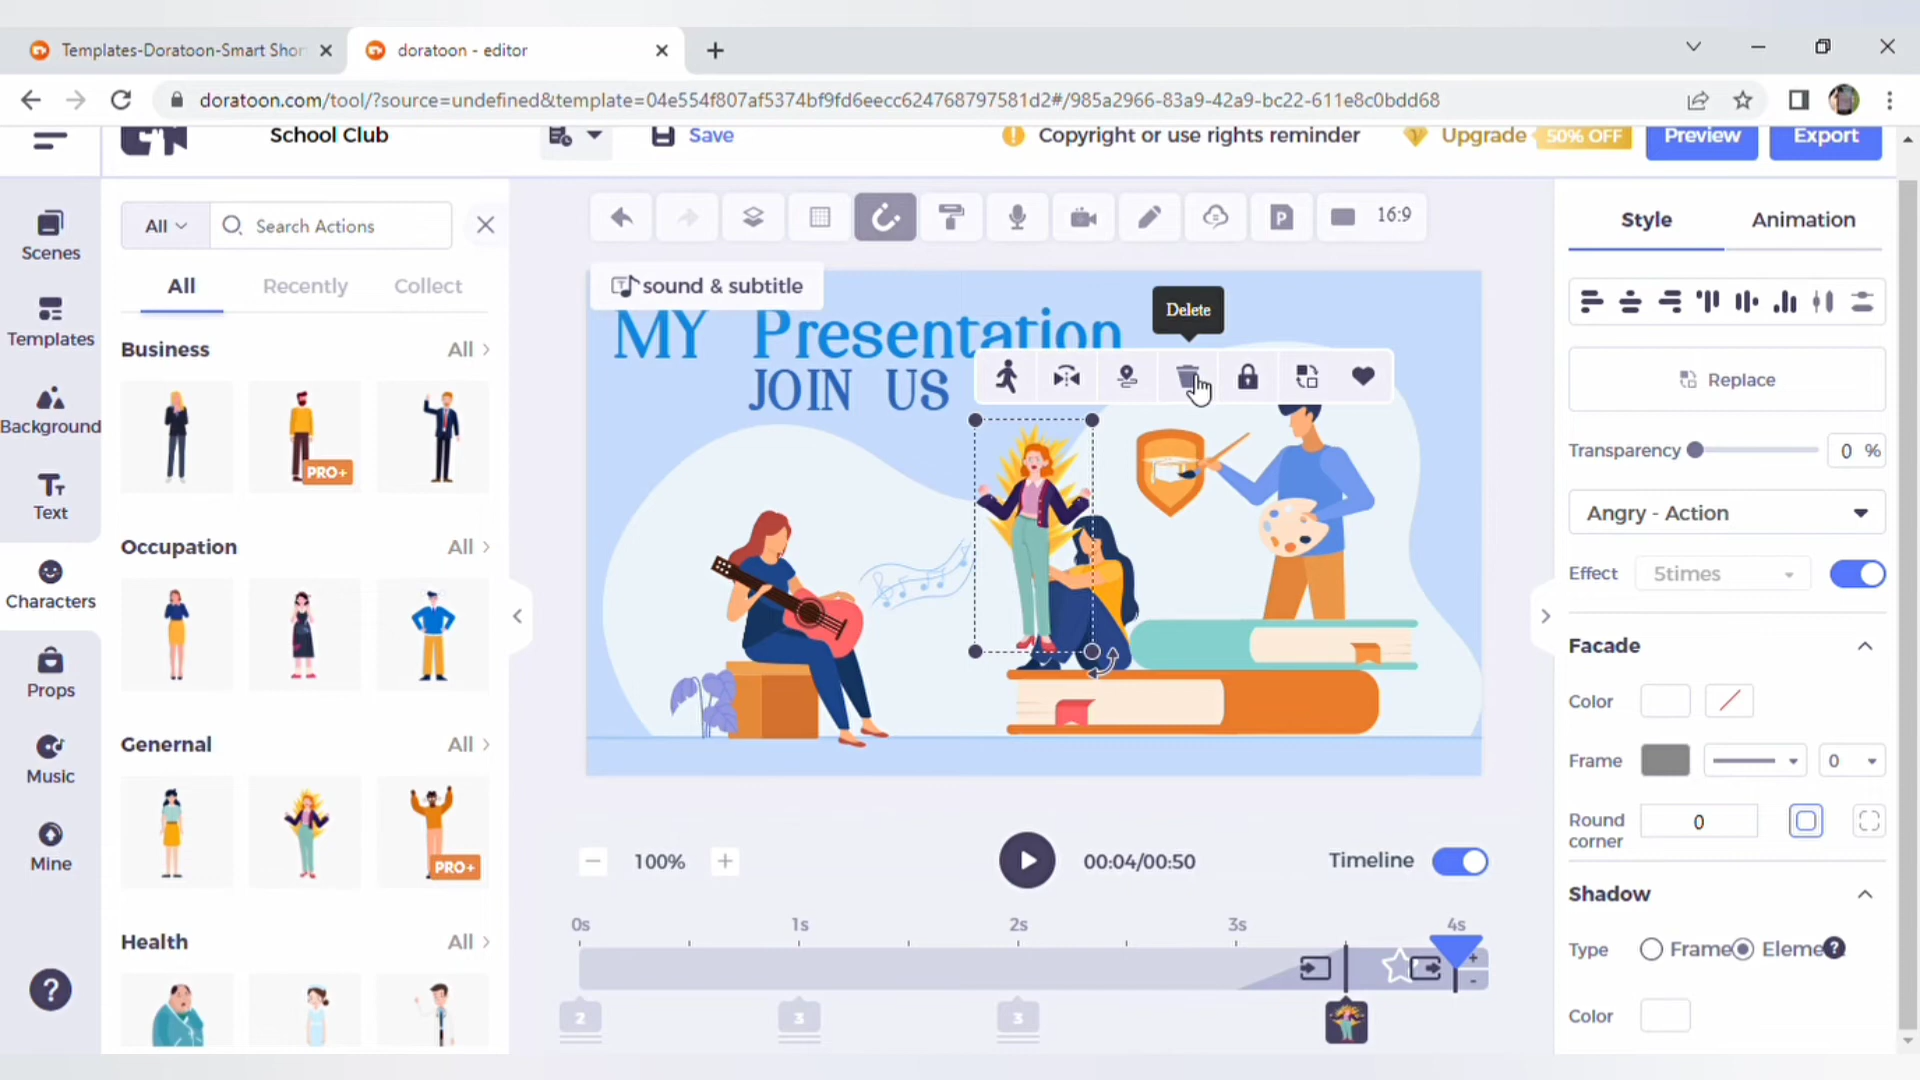 Templates-Doratoon-Smart Shor
doratoon - editor
doratoon.com/tool/?source=undefined&template=04e554f807af5374bf9fd6eecc624768797581d2#/985a2966-83a9-42a9-bc22-611e8c0bdd68
School Club
Save
Copyright or use rights reminder
Upgrade
50% OFF
Preview
Export
Scenes
Templates
Background
Text
Characters
Props
Music
Mine
All
Search Actions
All
Recently
Collect
Business
All
PRO+
Occupation
All
Genernal
All
PRO+
Health
All
16:9
sound & subtitle
MY Presentation
JOIN US
Delete
100%
00:04/00:50
Timeline
0s
1s
2s
3s
4s
2
3
3
Style
Animation
Replace
Transparency
0 %
Angry - Action
Effect
5times
Facade
Color
Frame
0
Round
corner
0
Shadow
Type
Frame
Eleme
Color